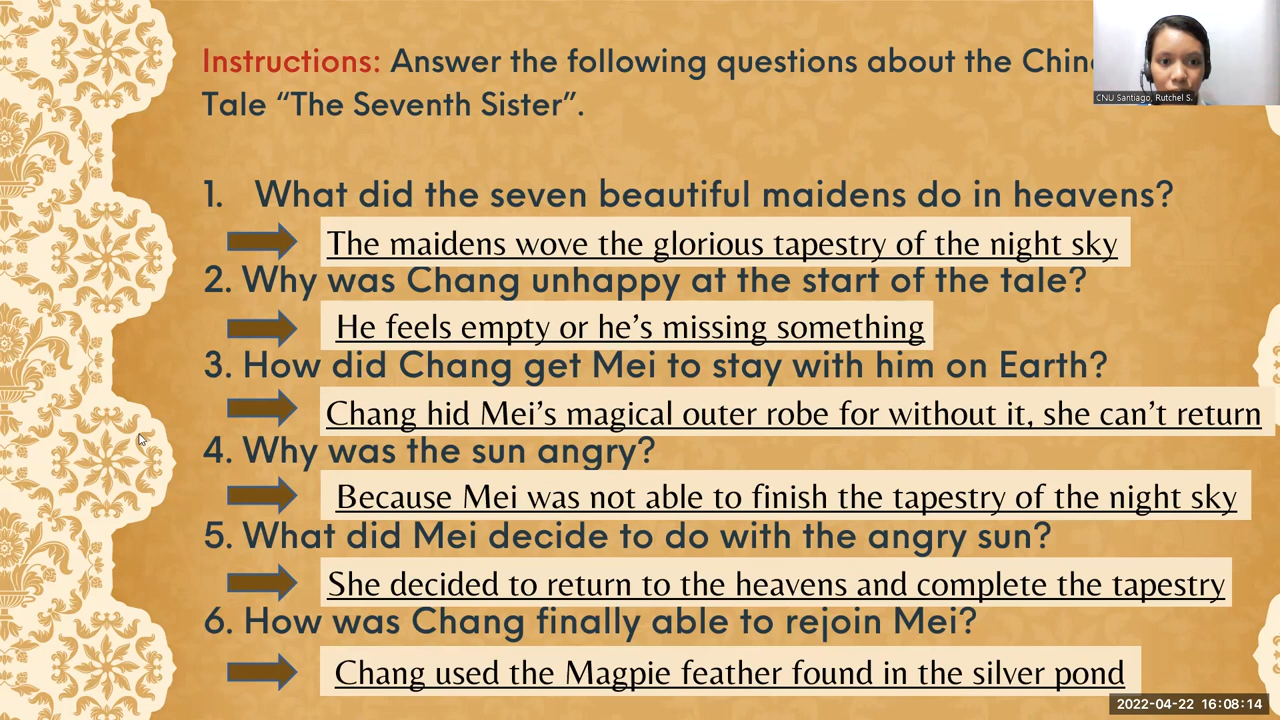 Instructions: Answer the following questions about the
Tale “The Seventh Sister”.
CNU Santiago, Rutchel S.
1. What did the seven beautiful maidens do in heavens?
The maidens wove the glorious tapestry of the night sky
2. Why was Chang unhappy at the start of the tale?
He feels empty or he’s missing something
3. How did Chang get Mei to stay with him on Earth?
Chang hid Mei’s magical outer robe for without it, she can’t return
4. Why was the sun angry?
Because Mei was not able to finish the tapestry of the night sky
5. What did Mei decide to do with the angry sun?
She decided to return to the heavens and complete the tapestry
6. How was Chang finally able to rejoin Mei?
Chang used the Magpie feather found in the silver pond
2022-04-22 16:08:14